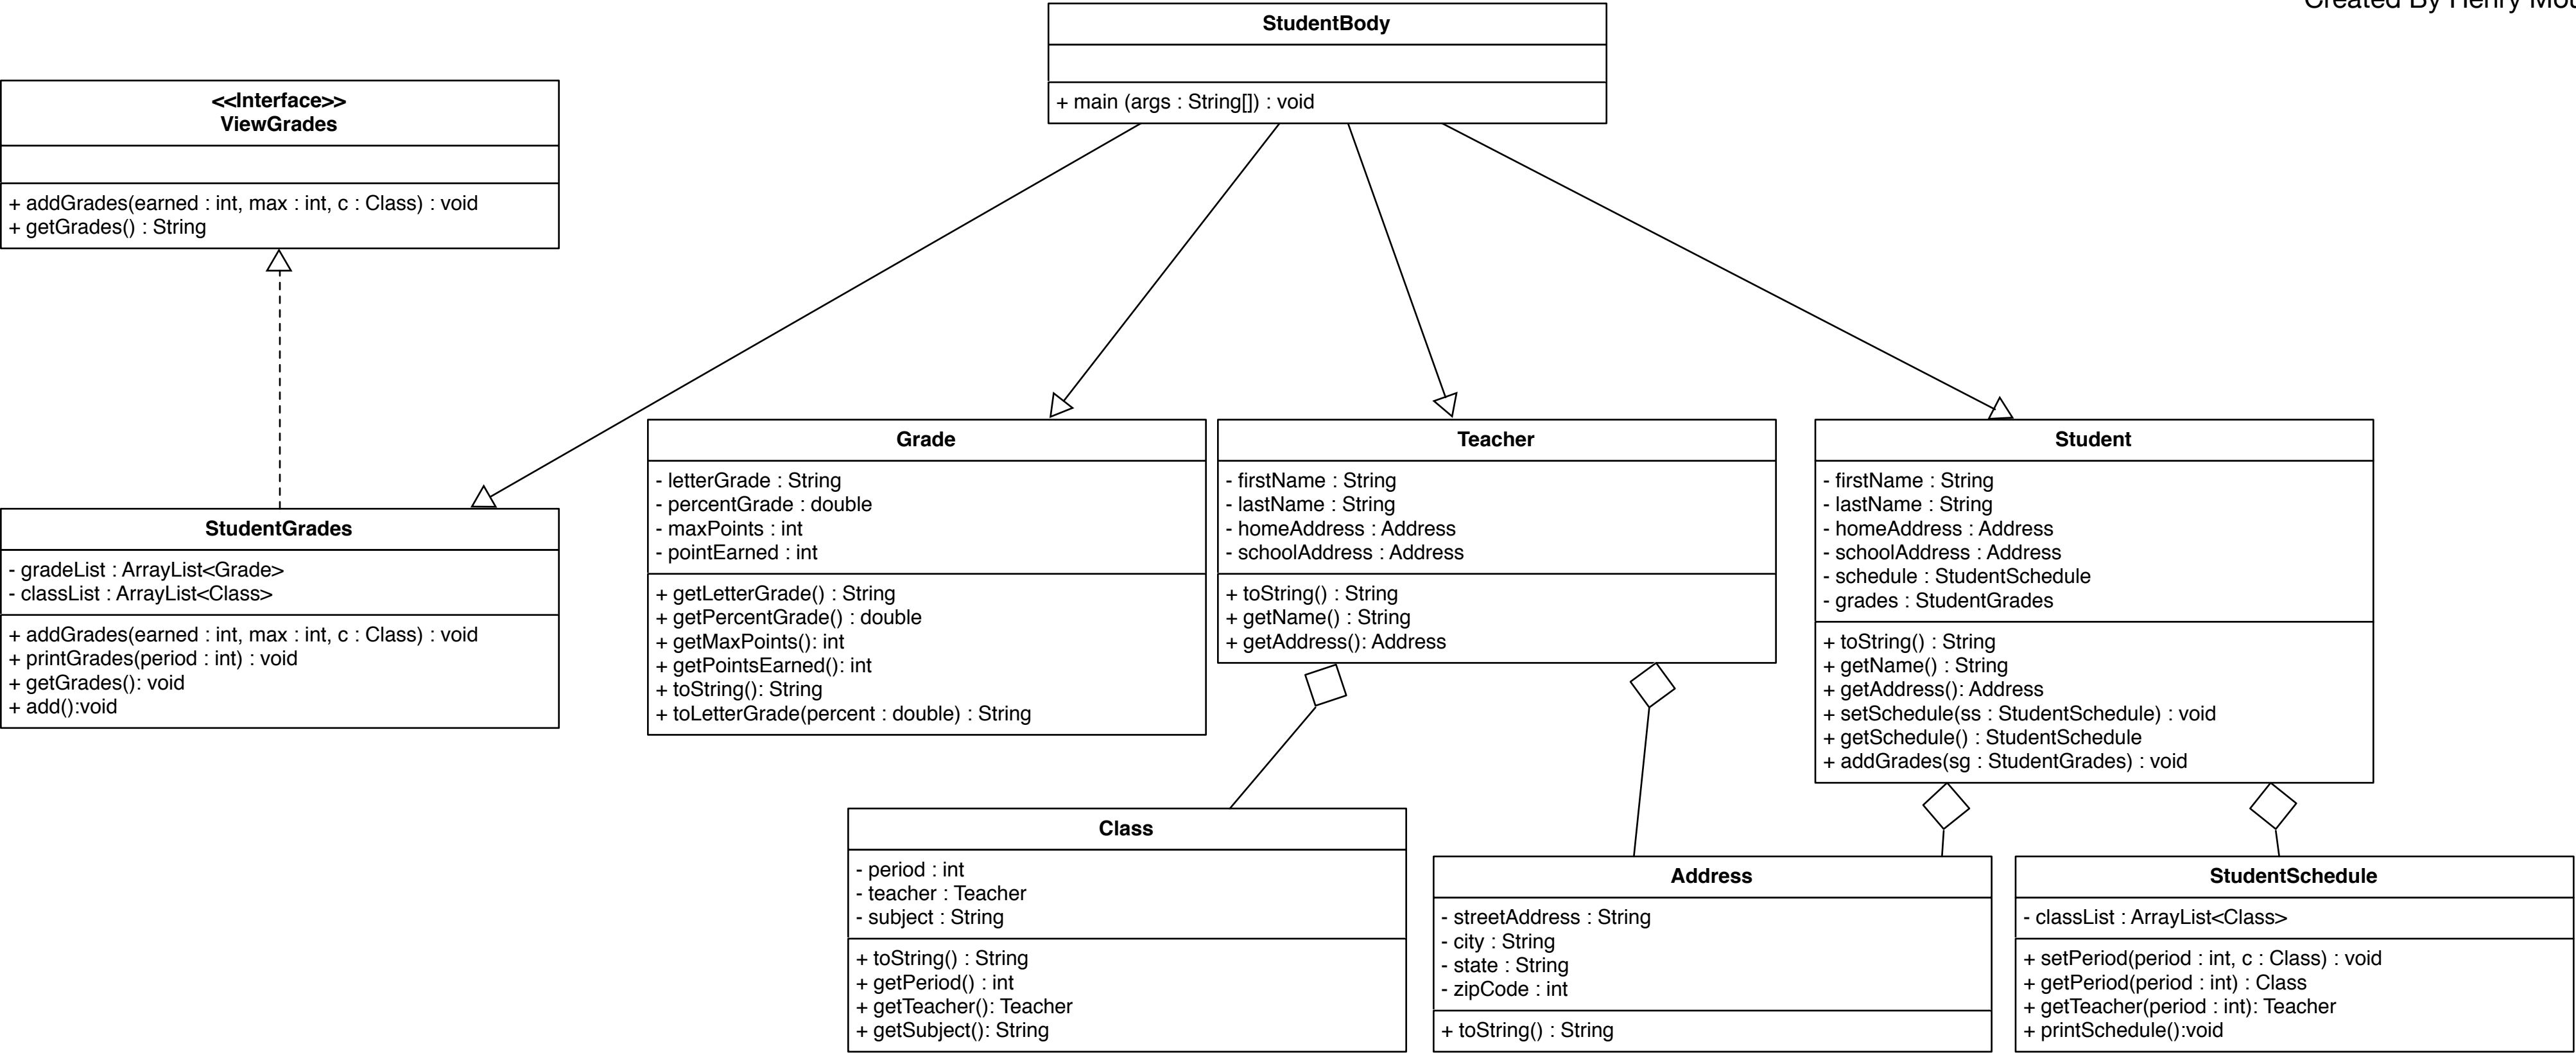 Created By Henry
StudentBody
+ main (args : String[]) : void
<<Interface>>
ViewGrades
+ addGrades(earned : int, max : int, c : Class) : void
+ getGrades() : String
StudentGrades
- gradeList : ArrayList<Grade>
- classList : ArrayList<Class>
+ addGrades(earned : int, max : int, c : Class) : void
+ printGrades(period : int) : void
+ getGrades(): void
+ add():void
Grade
- letterGrade : String
- percentGrade : double
- maxPoints : int
- pointEarned : int
+ getLetterGrade() : String
+ getPercentGrade() : double
+ getMaxPoints(): int
+ getPointsEarned(): int
+ toString(): String
+ toLetterGrade(percent : double) : String
Teacher
- firstName : String
- lastName : String
- homeAddress : Address
- schoolAddress : Address
+ toString() : String
+ getName() : String
+ getAddress(): Address
Student
- firstName : String
- lastName : String
- homeAddress : Address
- schoolAddress : Address
- schedule : StudentSchedule
- grades : StudentGrades
+ toString() : String
+ getName() : String
+ getAddress(): Address
+ setSchedule(ss : StudentSchedule) : void
+ getSchedule() : StudentSchedule
+ addGrades(sg : StudentGrades) : void
Class
- period : int
- teacher : Teacher
- subject : String
+ toString() : String
+ getPeriod() : int
+ getTeacher(): Teacher
+ getSubject(): String
Address
- streetAddress : String
- city : String
- state : String
- zipCode : int
+ toString() : String
StudentSchedule
- classList : ArrayList<Class>
+ setPeriod(period : int, c : Class) : void
+ getPeriod(period : int) : Class
+ getTeacher(period : int): Teacher
+ printSchedule():void